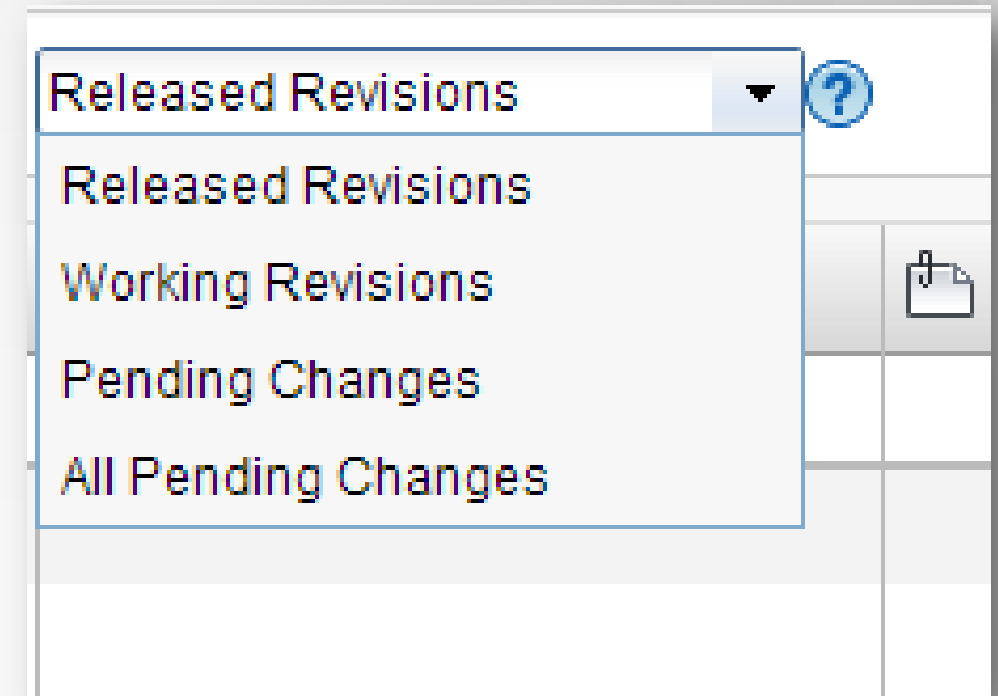 Released Revisions
?
Released Revisions
Working Revisions
Pending Changes
All Pending Changes